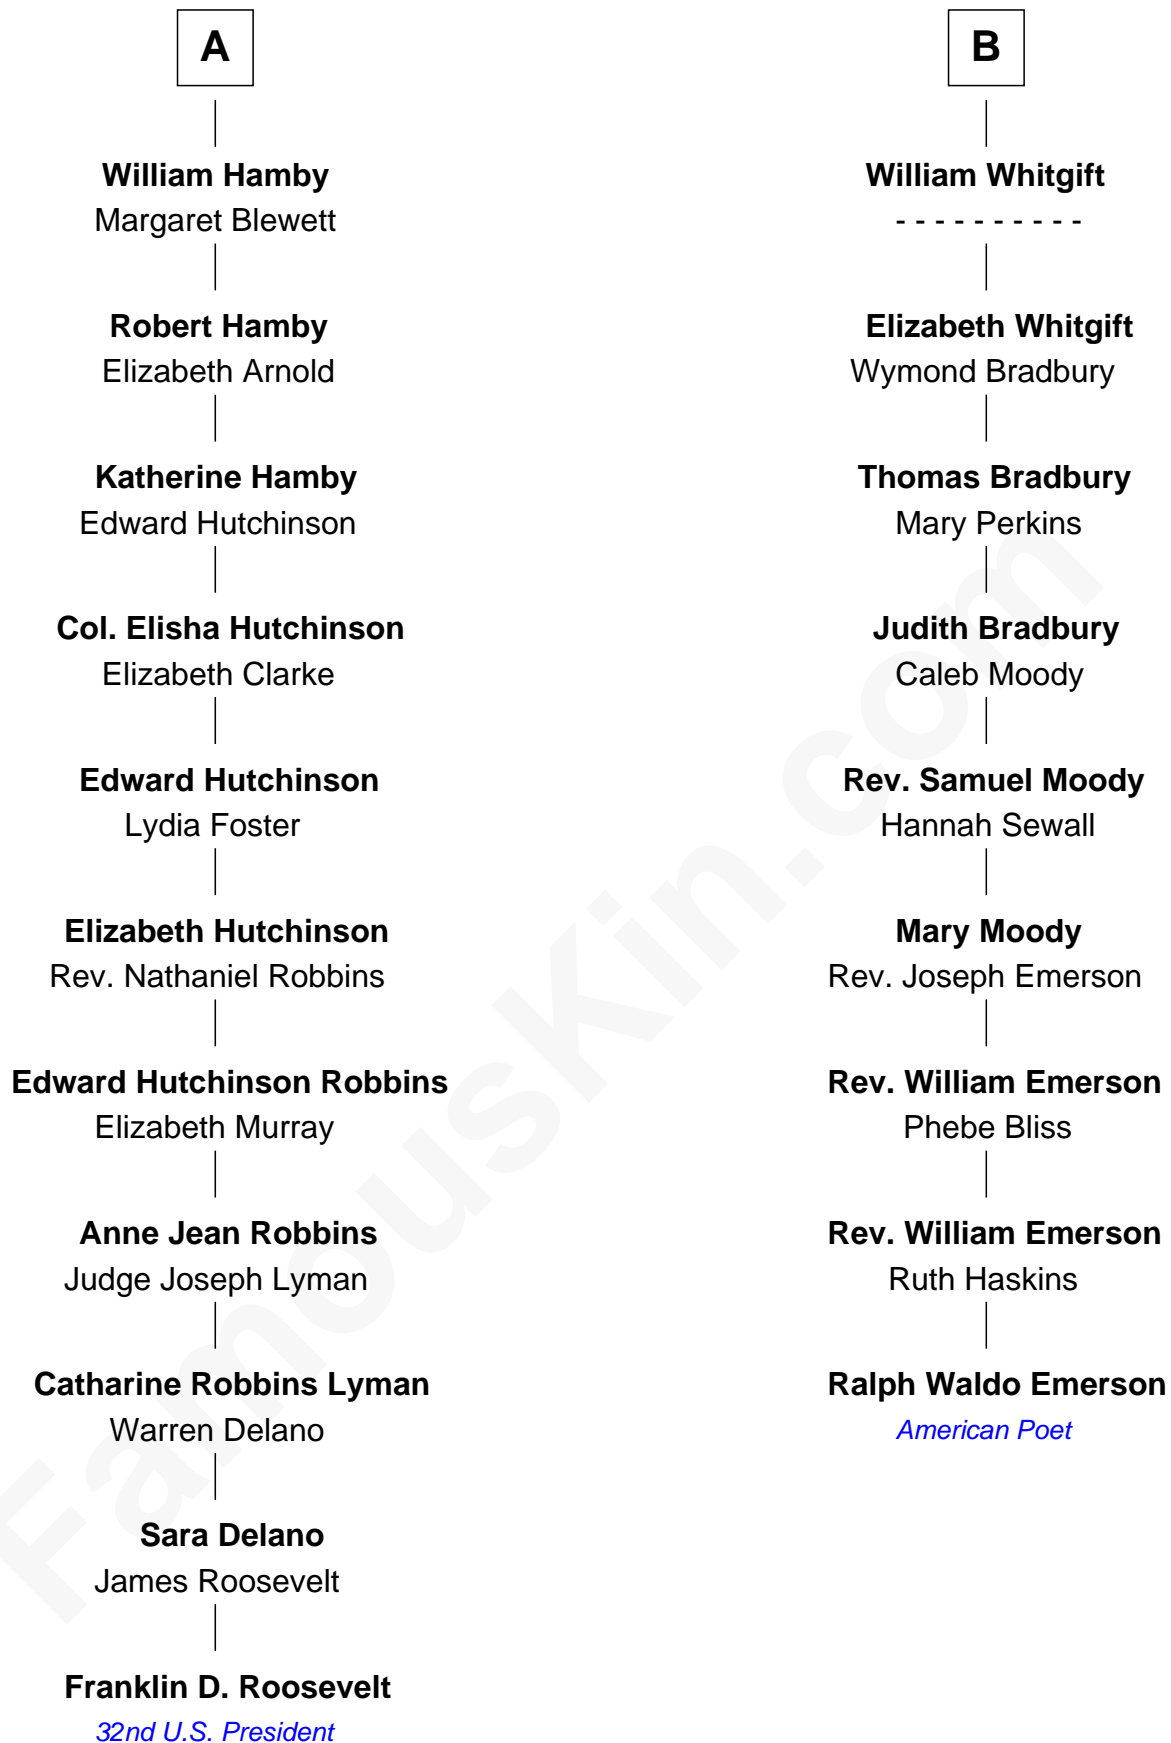 A
William Hamby
Margaret Blewett
Robert Hamby
Elizabeth Arnold
Katherine Hamby
Edward Hutchinson
Col. Elisha Hutchinson
Elizabeth Clarke
Edward Hutchinson
Lydia Foster
Elizabeth Hutchinson
Rev. Nathaniel Robbins
Edward Hutchinson Robbins
Elizabeth Murray
Anne Jean Robbins
Judge Joseph Lyman
Catharine Robbins Lyman
Warren Delano
Sara Delano
James Roosevelt
Franklin D. Roosevelt
32nd U.S. President
B
William Whitgift
- - - - - - - - - -
Elizabeth Whitgift
Wymond Bradbury
Thomas Bradbury
Mary Perkins
Judith Bradbury
Caleb Moody
Rev. Samuel Moody
Hannah Sewall
Mary Moody
Rev. Joseph Emerson
Rev. William Emerson
Phebe Bliss
Rev. William Emerson
Ruth Haskins
Ralph Waldo Emerson
American Poet
FamousKin.com